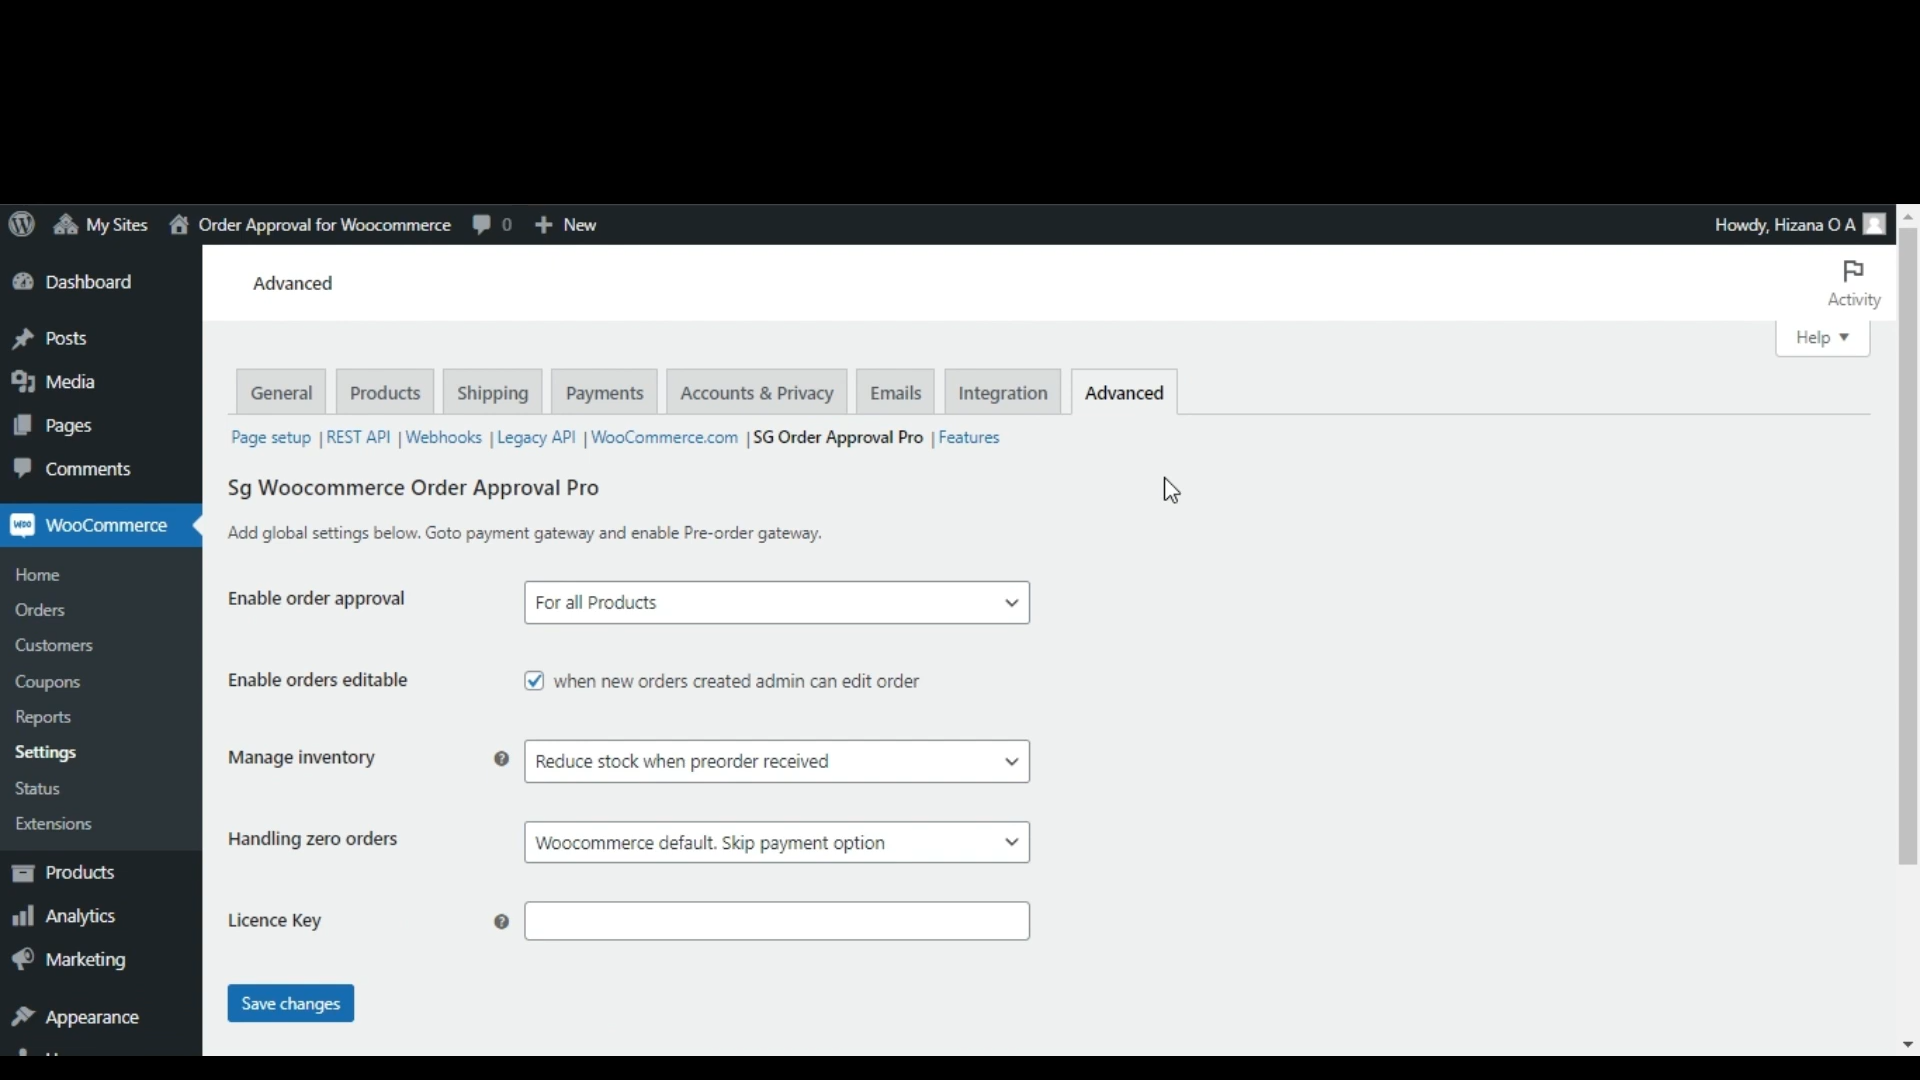 My Sites Order Approval for Woocommerce 0 New Howdy, Hizana O A
Dashboard
Posts
Media
Pages
Comments
WooCommerce
Home
Orders
Customers
Coupons
Reports
Settings
Status
Extensions
Products
Analytics
Marketing
Appearance
Advanced
Activity
Help
General Products Shipping Payments Accounts & Privacy Emails Integration Advanced
Page setup | REST API | Webhooks | Legacy API | WooCommerce.com | SG Order Approval Pro | Features
Sg Woocommerce Order Approval Pro
Add global settings below. Goto payment gateway and enable Pre-order gateway.
Enable order approval For all Products
Enable orders editable when new orders created admin can edit order
Manage inventory ? Reduce stock when preorder received
Handling zero orders Woocommerce default. Skip payment option
Licence Key ?
Save changes